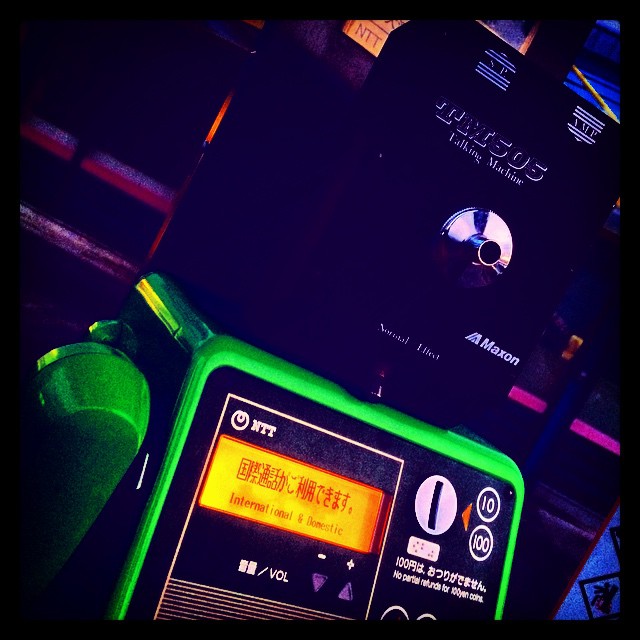 NTT
TM505
Talking Machine
Normal Effect
Maxon
NTT
国際通話がご利用できます。
International & Domestic
10
100
音量/VOL
- +
100円は、おつりがでません。
No partial refunds for 100yen coins.